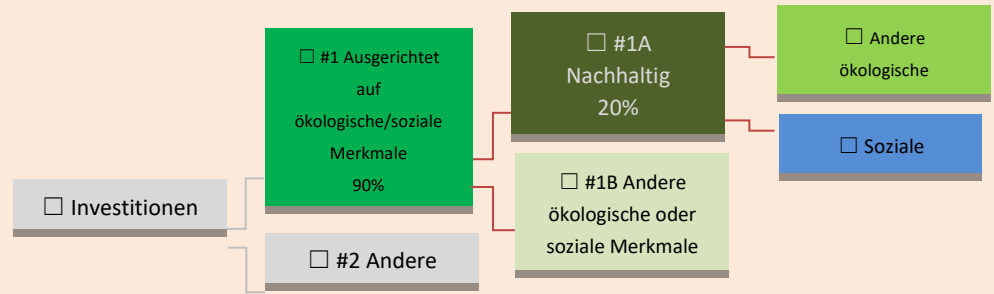 ☐ Investitionen
☐ #1 Ausgerichtet
auf
ökologische/soziale
Merkmale
90%
☐ #2 Andere
☐ #1A
Nachhaltig
20%
☐ #1B Andere
ökologische oder
soziale Merkmale
☐ Andere
ökologische
☐ Soziale